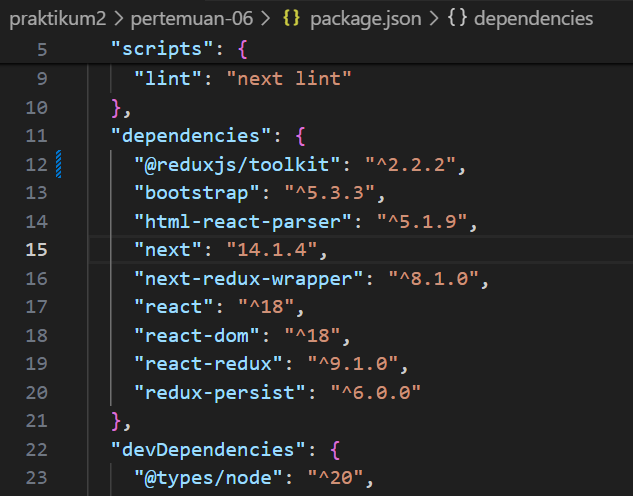 praktikum2 > pertemuan-06 > {} package.json > {} dependencies
5 "scripts": {
9 "lint": "next lint"
10 },
11 "dependencies": {
12 "@reduxjs/toolkit": "^2.2.2",
13 "bootstrap": "^5.3.3",
14 "html-react-parser": "^5.1.9",
15 "next": "14.1.4",
16 "next-redux-wrapper": "^8.1.0",
17 "react": "^18",
18 "react-dom": "^18",
19 "react-redux": "^9.1.0",
20 "redux-persist": "^6.0.0"
21 },
22 "devDependencies": {
23 "@types/node": "^20",